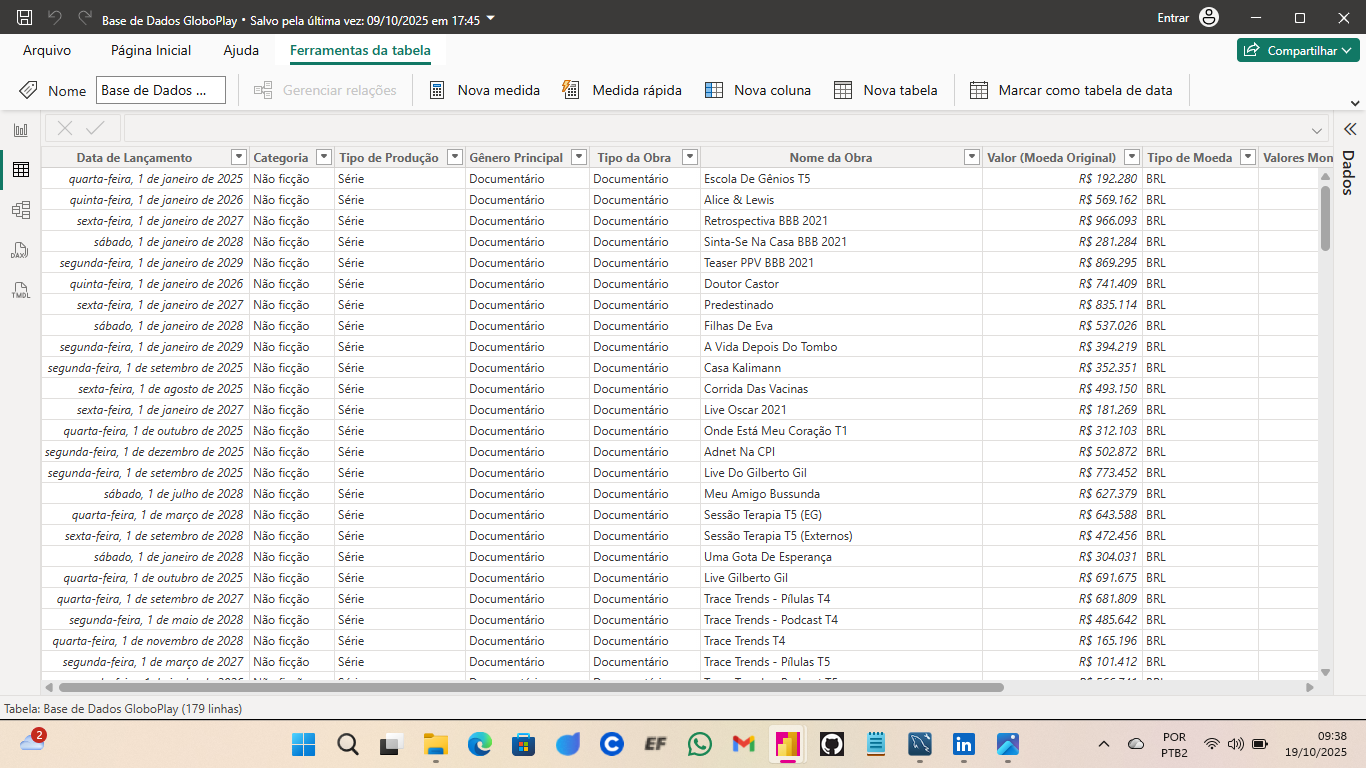 Base de Dados GloboPlay • Salvo pela última vez: 09/10/2025 em 17:45
Entrar
Arquivo Página Inicial Ajuda Ferramentas da tabela
Compartilhar
Nome Base de Dados ... Gerenciar relações Nova medida Medida rápida Nova coluna Nova tabela Marcar como tabela de data
Data de Lançamento Categoria Tipo de Produção Gênero Principal Tipo da Obra Nome da Obra Valor (Moeda Original) Tipo de Moeda Valores Mon
quarta-feira, 1 de janeiro de 2025 Não ficção Série Documentário Documentário Escola De Gênios T5 R$ 192.280 BRL
quinta-feira, 1 de janeiro de 2026 Não ficção Série Documentário Documentário Alice & Lewis R$ 569.162 BRL
sexta-feira, 1 de janeiro de 2027 Não ficção Série Documentário Documentário Retrospectiva BBB 2021 R$ 966.093 BRL
sábado, 1 de janeiro de 2028 Não ficção Série Documentário Documentário Sinta-Se Na Casa BBB 2021 R$ 281.284 BRL
segunda-feira, 1 de janeiro de 2029 Não ficção Série Documentário Documentário Teaser PPV BBB 2021 R$ 869.295 BRL
quinta-feira, 1 de janeiro de 2026 Não ficção Série Documentário Documentário Doutor Castor R$ 741.409 BRL
sexta-feira, 1 de janeiro de 2027 Não ficção Série Documentário Documentário Predestinado R$ 835.114 BRL
sábado, 1 de janeiro de 2028 Não ficção Série Documentário Documentário Filhas De Eva R$ 537.026 BRL
segunda-feira, 1 de janeiro de 2029 Não ficção Série Documentário Documentário A Vida Depois Do Tombo R$ 394.219 BRL
segunda-feira, 1 de setembro de 2025 Não ficção Série Documentário Documentário Casa Kalimann R$ 352.351 BRL
sexta-feira, 1 de agosto de 2025 Não ficção Série Documentário Documentário Corrida Das Vacinas R$ 493.150 BRL
sexta-feira, 1 de janeiro de 2027 Não ficção Série Documentário Documentário Live Oscar 2021 R$ 181.269 BRL
quarta-feira, 1 de outubro de 2025 Não ficção Série Documentário Documentário Onde Está Meu Coração T1 R$ 312.103 BRL
segunda-feira, 1 de dezembro de 2025 Não ficção Série Documentário Documentário Adnet Na CPI R$ 502.872 BRL
segunda-feira, 1 de setembro de 2025 Não ficção Série Documentário Documentário Live Do Gilberto Gil R$ 773.452 BRL
sábado, 1 de julho de 2028 Não ficção Série Documentário Documentário Meu Amigo Bussunda R$ 627.379 BRL
quarta-feira, 1 de março de 2028 Não ficção Série Documentário Documentário Sessão Terapia T5 (EG) R$ 643.588 BRL
sexta-feira, 1 de setembro de 2028 Não ficção Série Documentário Documentário Sessão Terapia T5 (Externos) R$ 472.456 BRL
sábado, 1 de janeiro de 2028 Não ficção Série Documentário Documentário Uma Gota De Esperança R$ 304.031 BRL
quarta-feira, 1 de outubro de 2025 Não ficção Série Documentário Documentário Live Gilberto Gil R$ 691.675 BRL
quarta-feira, 1 de setembro de 2027 Não ficção Série Documentário Documentário Trace Trends - Pílulas T4 R$ 681.809 BRL
segunda-feira, 1 de maio de 2028 Não ficção Série Documentário Documentário Trace Trends - Podcast T4 R$ 485.642 BRL
quarta-feira, 1 de novembro de 2028 Não ficção Série Documentário Documentário Trace Trends T4 R$ 165.196 BRL
segunda-feira, 1 de março de 2027 Não ficção Série Documentário Documentário Trace Trends - Pílulas T5 R$ 101.412 BRL
Dados
DAX
TMDL
Tabela: Base de Dados GloboPlay (179 linhas)
2
EF
in
POR
PTB2
09:38
19/10/2025